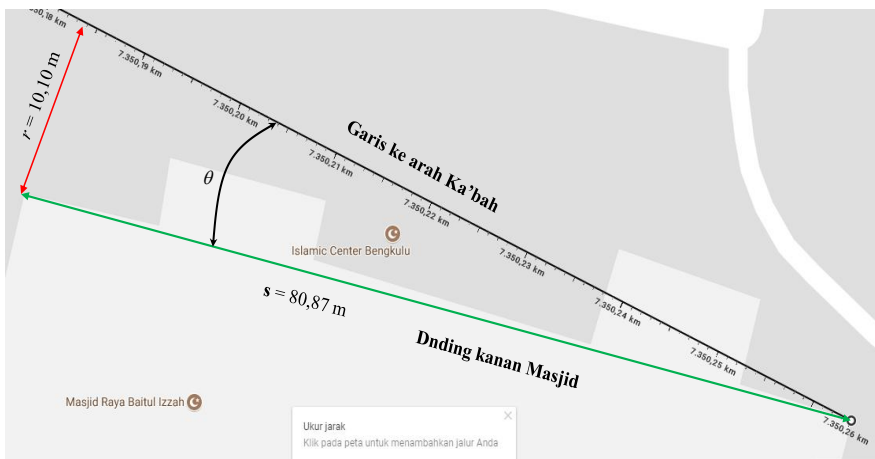 7.350,18 km
7.350,19 km
r = 10,10 m
7.350,20 km
Garis ke arah Ka’bah
7.350,21 km
θ
7.350,22 km
Islamic Center Bengkulu
7.350,23 km
s = 80,87 m
7.350,24 km
Dnding kanan Masjid
7.350,25 km
Masjid Raya Baitul Izzah
7.350,26 km
Ukur jarak
Klik pada peta untuk menambahkan jalur Anda